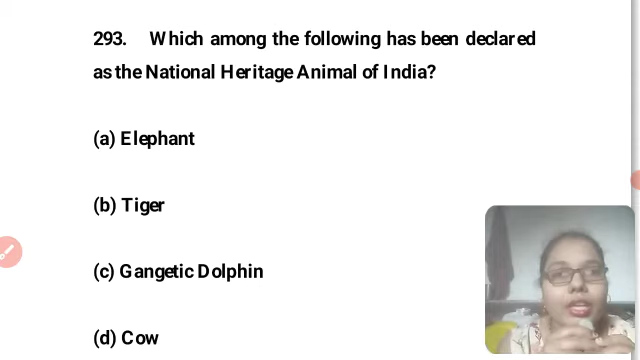 293. Which among the following has been declared
as the National Heritage Animal of India?
(a) Elephant
(b) Tiger
(c) Gangetic Dolphin
(d) Cow